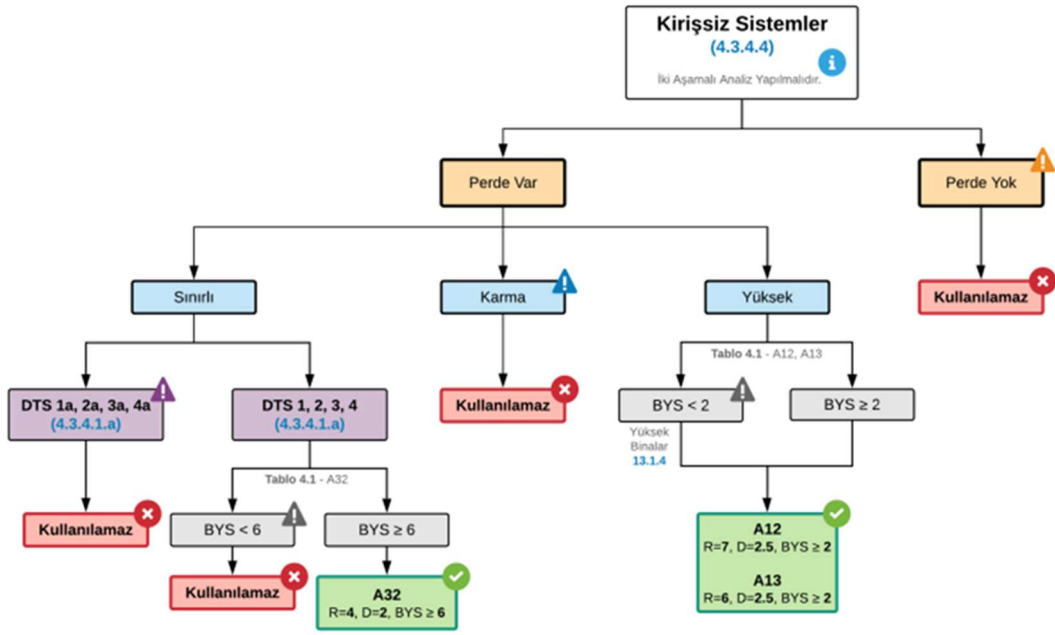 Kirişsiz Sistemler
(4.3.4.4)
İki Aşamalı Analiz Yapılmalıdır.
Perde Var
Perde Yok
Sınırlı
Karma
Yüksek
Kullanılamaz
Tablo 4.1 - A12, A13
DTS 1a, 2a, 3a, 4a
(4.3.4.1.a)
DTS 1, 2, 3, 4
(4.3.4.1.a)
Kullanılamaz
BYS < 2
BYS ≥ 2
Yüksek
Binalar
13.1.4
Tablo 4.1 - A32
Kullanılamaz
BYS < 6
BYS ≥ 6
Kullanılamaz
A32
R=4, D=2, BYS ≥ 6
A12
R=7, D=2.5, BYS ≥ 2
A13
R=6, D=2.5, BYS ≥ 2